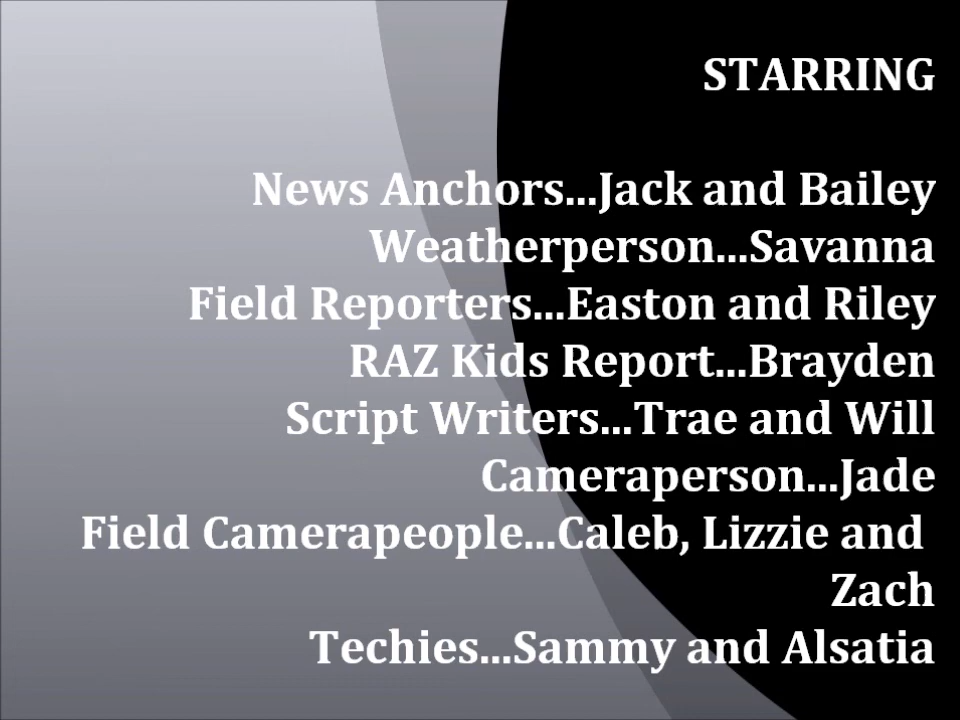 STARRING
News Anchors...Jack and Bailey
Weatherperson...Savanna
Field Reporters...Easton and Riley
RAZ Kids Report...Brayden
Script Writers...Trae and Will
Cameraperson...Jade
Field Camerapeople...Caleb, Lizzie and
Zach
Techies...Sammy and Alsatia